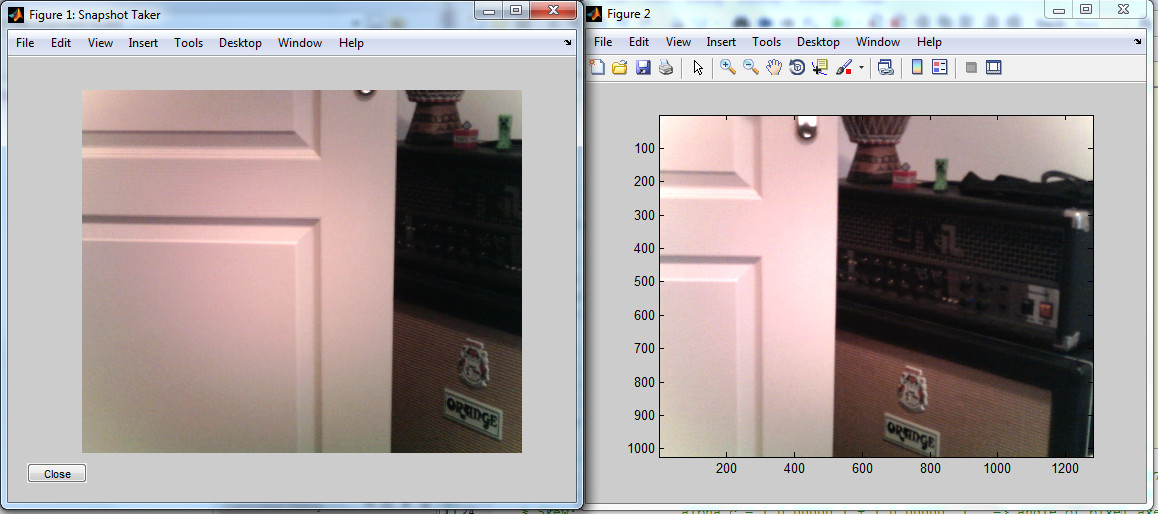 Figure 1: Snapshot Taker
File Edit View Insert Tools Desktop Window Help
ORANGE
Close
Figure 2
File Edit View Insert Tools Desktop Window Help
100
200
300
400
500
600
700
800
900
1000
200 400 600 800 1000 1200
ENGL
ORANGE